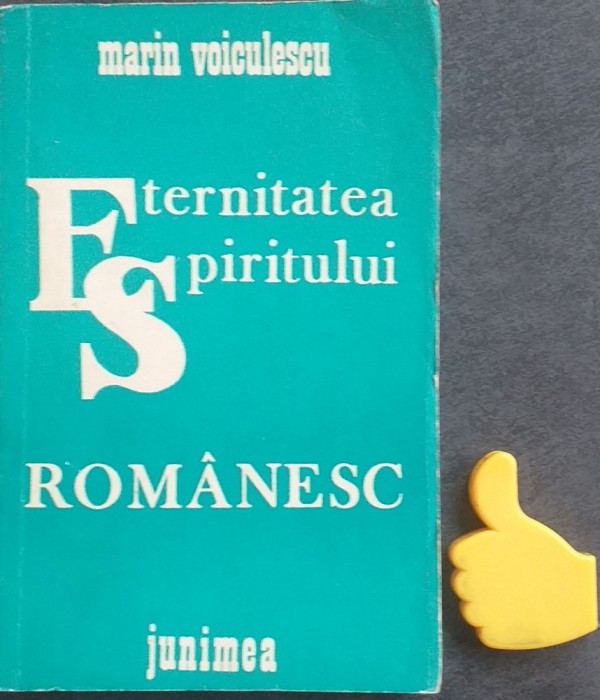 marin voiculescu
Eternitatea
Spiritului
ROMÂNESC
junimea